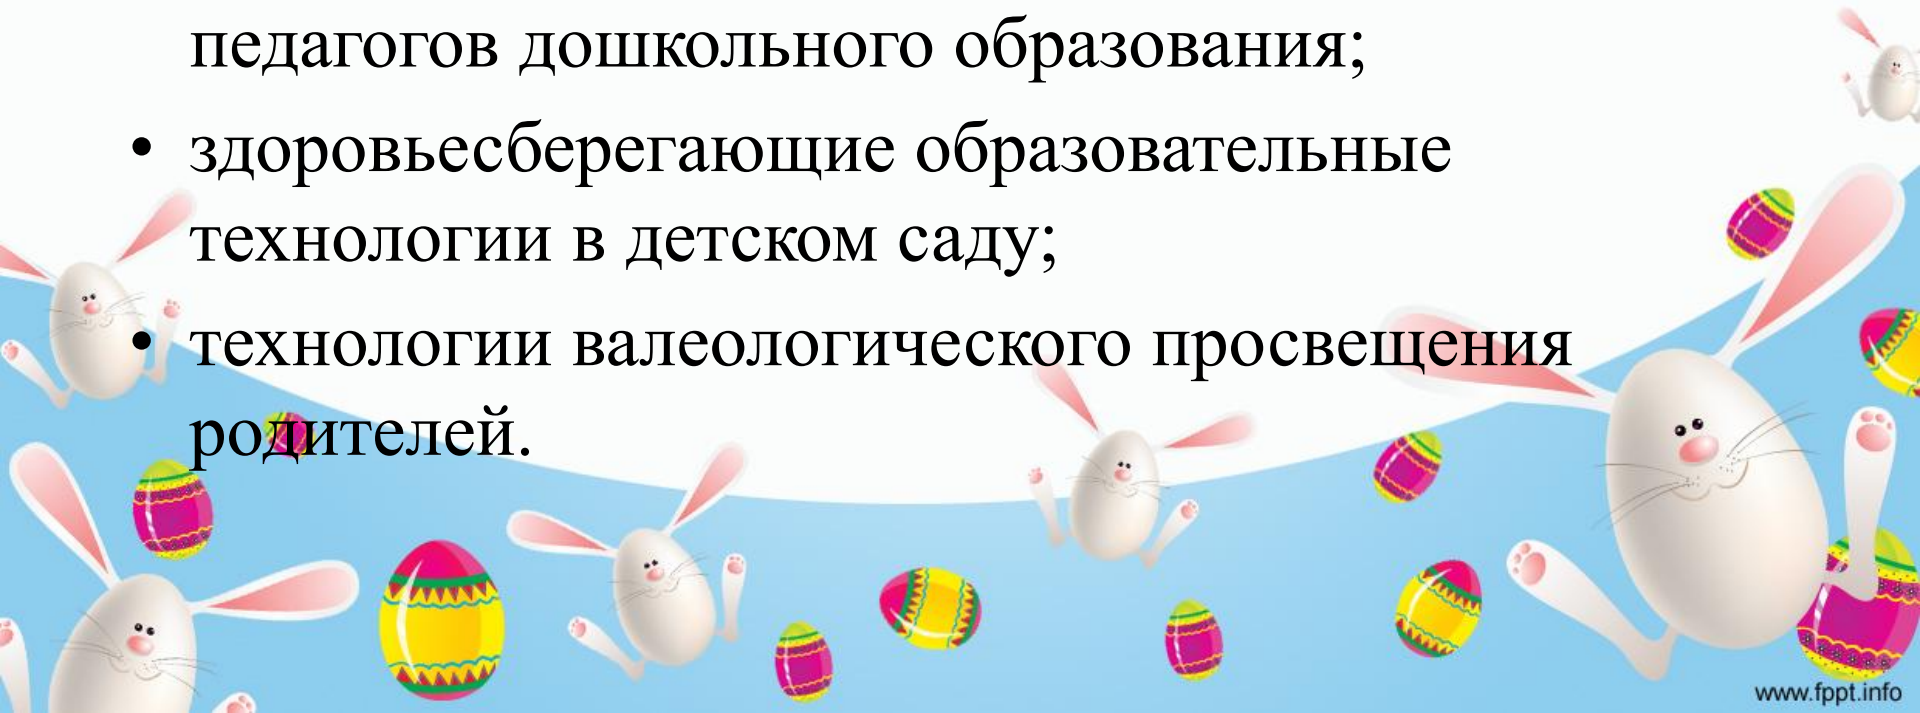 педагогов дошкольного образования;
• здоровьесберегающие образовательные
технологии в детском саду;
• технологии валеологического просвещения
родителей.
www.fppt.info